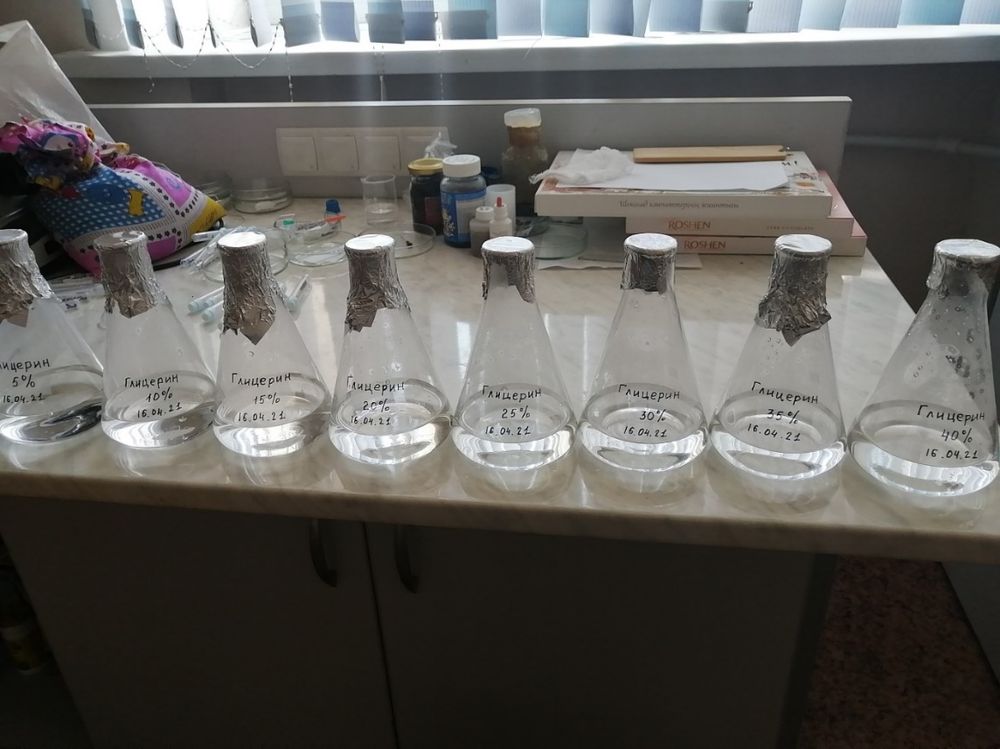 Глицерин
5%
16.04.21
Глицерин
10%
16.04.21
Глицерин
15%
16.04.21
Глицерин
20%
16.04.21
Глицерин
25%
16.04.21
Глицерин
30%
16.04.21
Глицерин
35%
16.04.21
Глицерин
40%
16.04.21
ROSHEN
ROSHEN